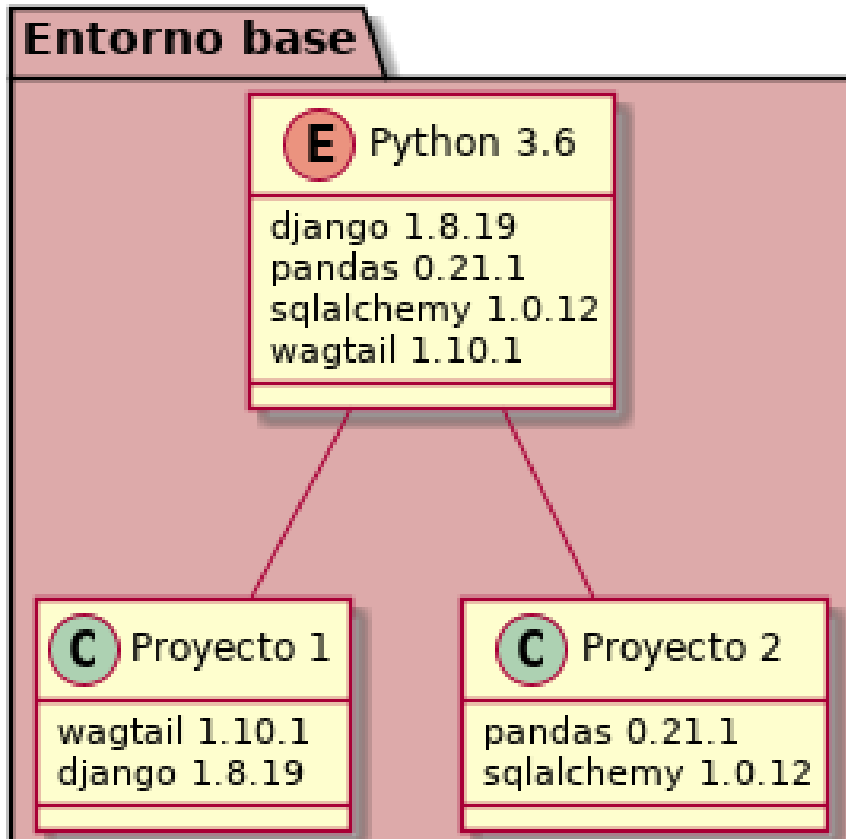 Entorno base
E Python 3.6
django 1.8.19
pandas 0.21.1
sqlalchemy 1.0.12
wagtail 1.10.1
C Proyecto 1
wagtail 1.10.1
django 1.8.19
C Proyecto 2
pandas 0.21.1
sqlalchemy 1.0.12